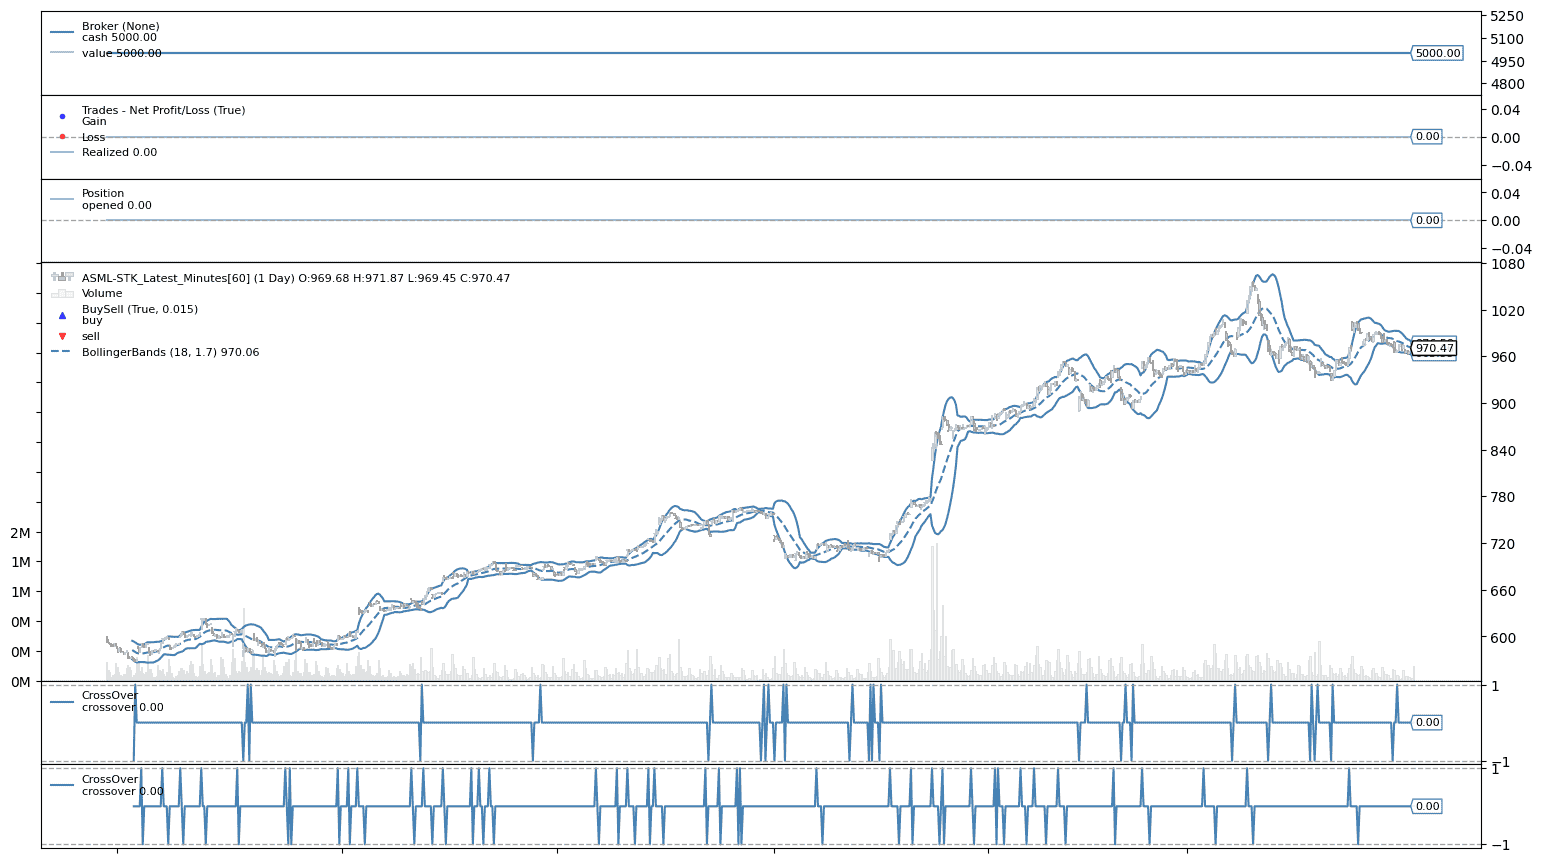 Broker (None)
cash 5000.00
value 5000.00
5000.00
5250
5100
4950
4800
Trades - Net Profit/Loss (True)
Gain
Loss
Realized 0.00
0.00
0.04
0.00
−0.04
Position
opened 0.00
0.00
0.04
0.00
−0.04
ASML-STK_Latest_Minutes[60] (1 Day) O:969.68 H:971.87 L:969.45 C:970.47
Volume
BuySell (True, 0.015)
buy
sell
BollingerBands (18, 1.7) 970.06
970.47
1080
1020
960
900
840
780
720
660
600
2M
1M
1M
0M
0M
0M
CrossOver
crossover 0.00
0.00
1
−1
CrossOver
crossover 0.00
0.00
1
−1